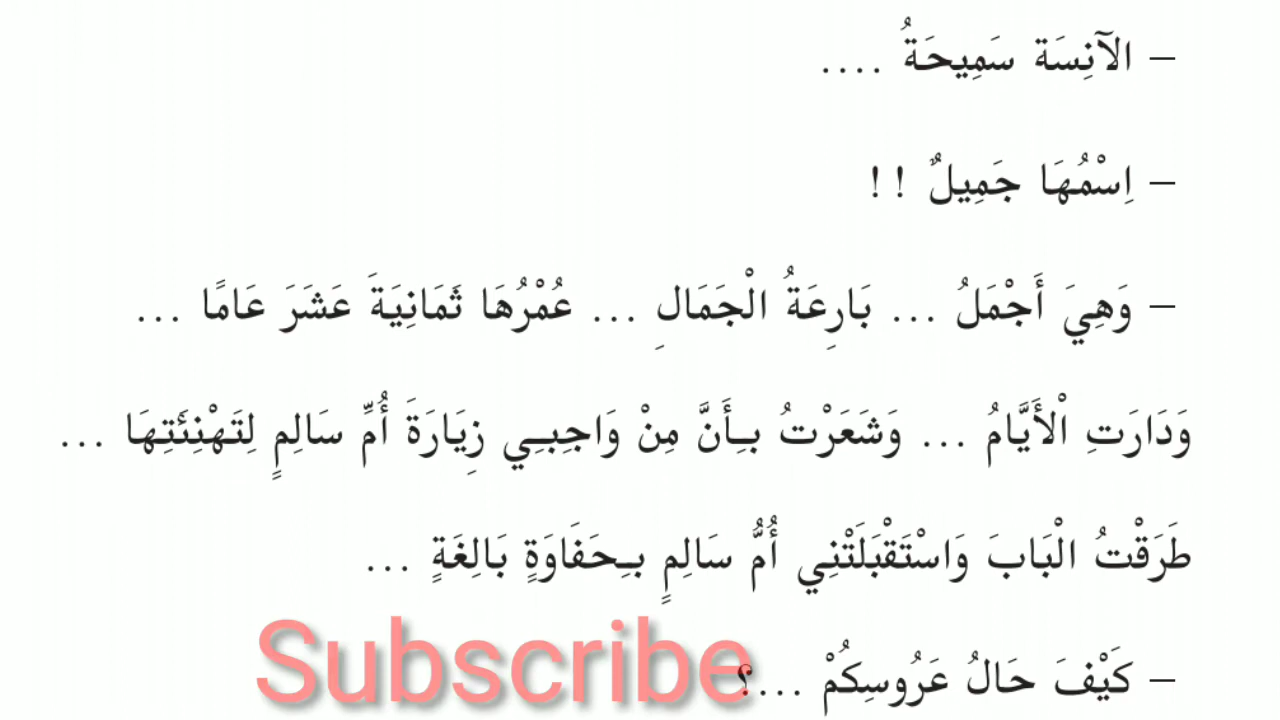 – الآنِسَة سَمِيحَةُ ....
– اِسْمُهَا جَمِيلٌ ! !
– وَهِيَ أَجْمَلُ ... بَارِعَةُ الْجَمَالِ ... عُمْرُهَا ثَمَانِيَةَ عَشَرَ عَامًا ...
وَدَارَتِ الْأَيَّامُ ... وَشَعَرْتُ بِأَنَّ مِنْ وَاجِبِي زِيَارَةَ أُمِّ سَالِمٍ لِتَهْنِئَتِهَا ...
طَرَقْتُ الْبَابَ وَاسْتَقْبَلَتْنِي أُمُّ سَالِمٍ بِحَفَاوَةٍ بَالِغَةٍ ...
– كَيْفَ حَالُ عَرُوسِكُمْ ...؟
Subscribe